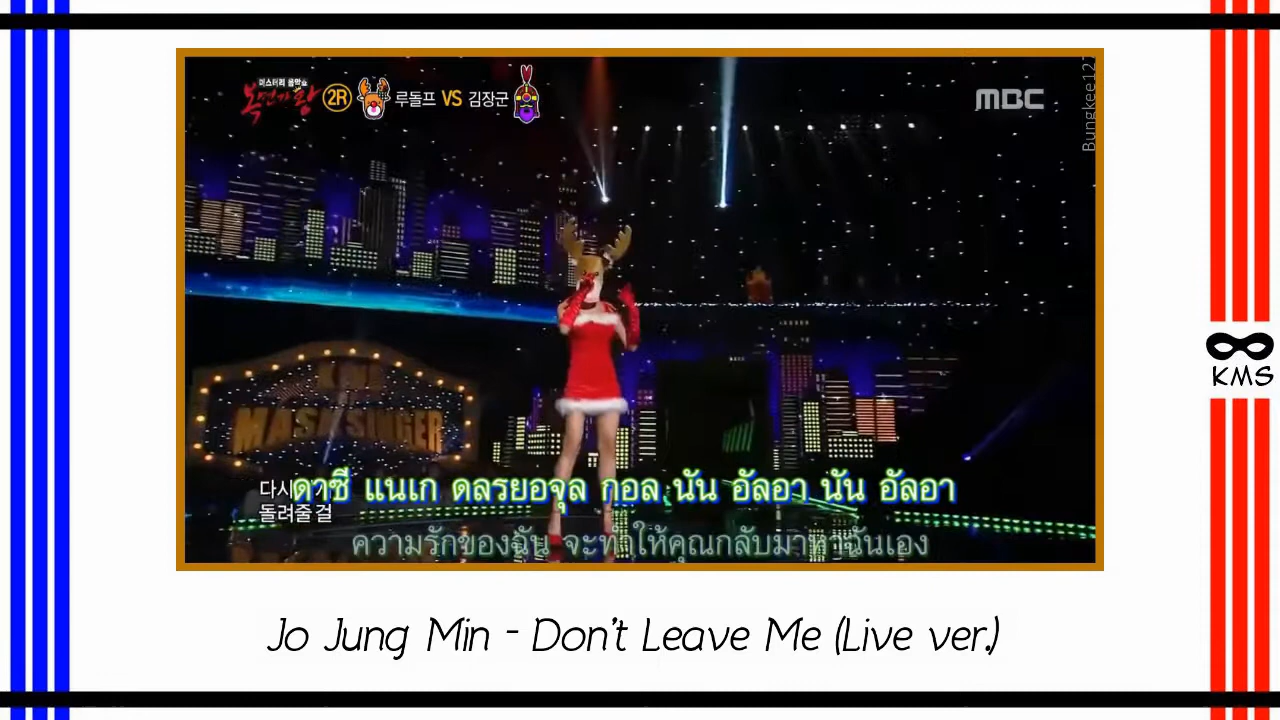 미스터리 음악쇼
복면가왕 2R 루돌프 VS 김장군
MBC
Bungkee12
KMS
MASK SINGER
다시
돌려줄 걸
ดาซี แนเก ดลรยอจุล กอล นัน อัลอา นัน อัลอา
ความรักของฉัน จะทำให้คุณกลับมาหาฉันเอง
Jo Jung Min - Don't Leave Me (Live ver.)